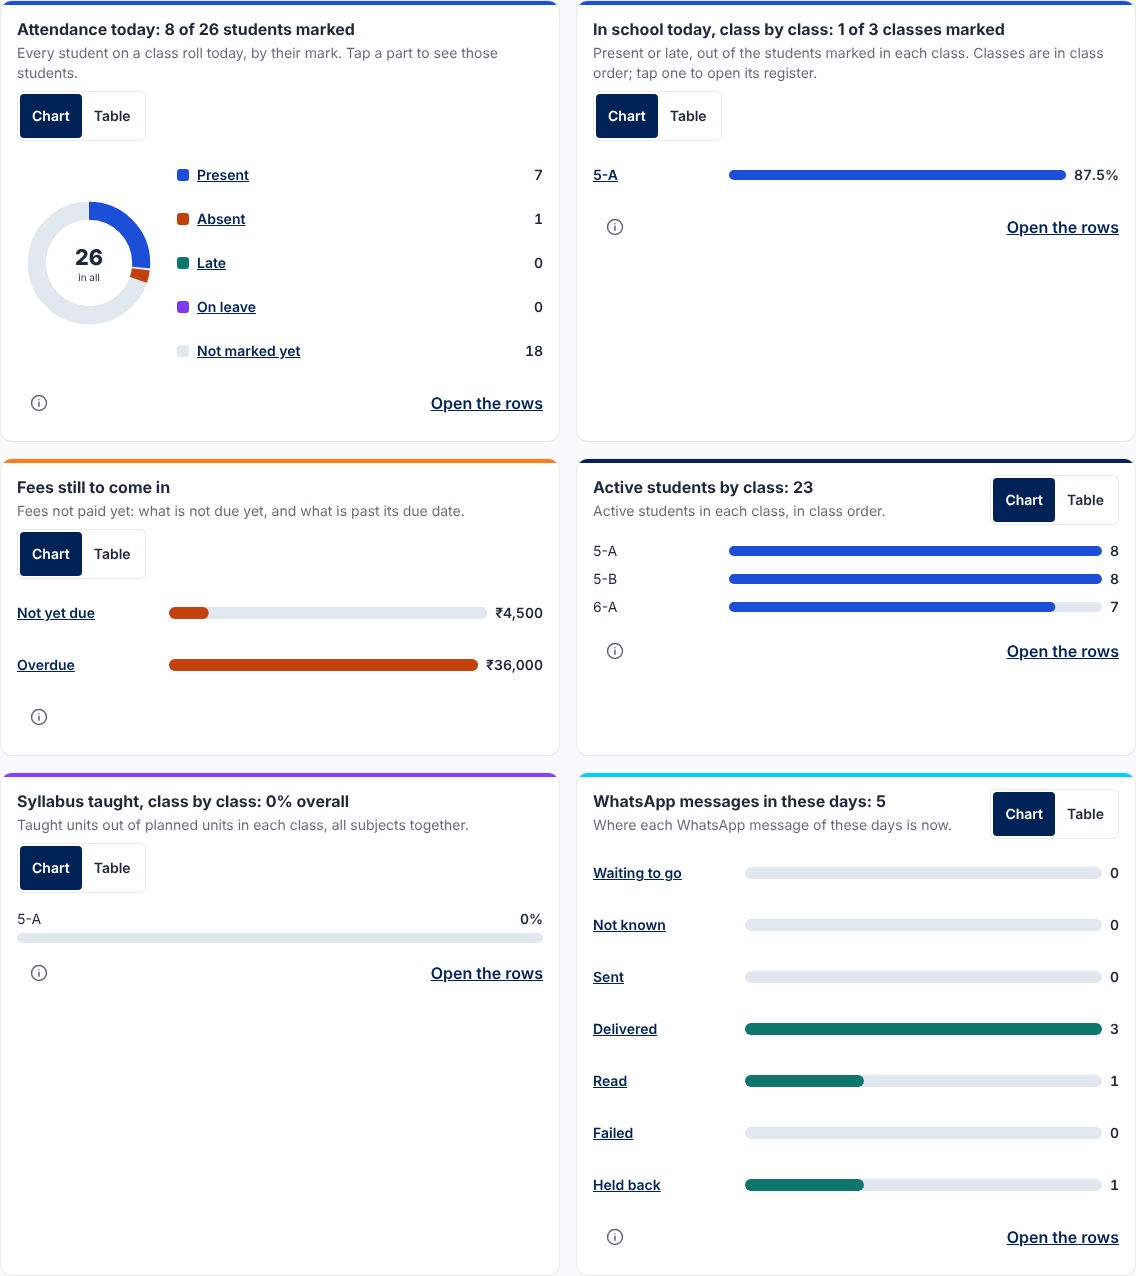 Attendance today: 8 of 26 students marked
Every student on a class roll today, by their mark. Tap a part to see those
students.
Chart Table
26
in all
Present 7
Absent 1
Late 0
On leave 0
Not marked yet 18
Open the rows
In school today, class by class: 1 of 3 classes marked
Present or late, out of the students marked in each class. Classes are in class
order; tap one to open its register.
Chart Table
5-A 87.5%
Open the rows
Fees still to come in
Fees not paid yet: what is not due yet, and what is past its due date.
Chart Table
Not yet due ₹4,500
Overdue ₹36,000
Active students by class: 23
Active students in each class, in class order.
Chart Table
5-A 8
5-B 8
6-A 7
Open the rows
Syllabus taught, class by class: 0% overall
Taught units out of planned units in each class, all subjects together.
Chart Table
5-A 0%
Open the rows
WhatsApp messages in these days: 5
Where each WhatsApp message of these days is now.
Chart Table
Waiting to go 0
Not known 0
Sent 0
Delivered 3
Read 1
Failed 0
Held back 1
Open the rows